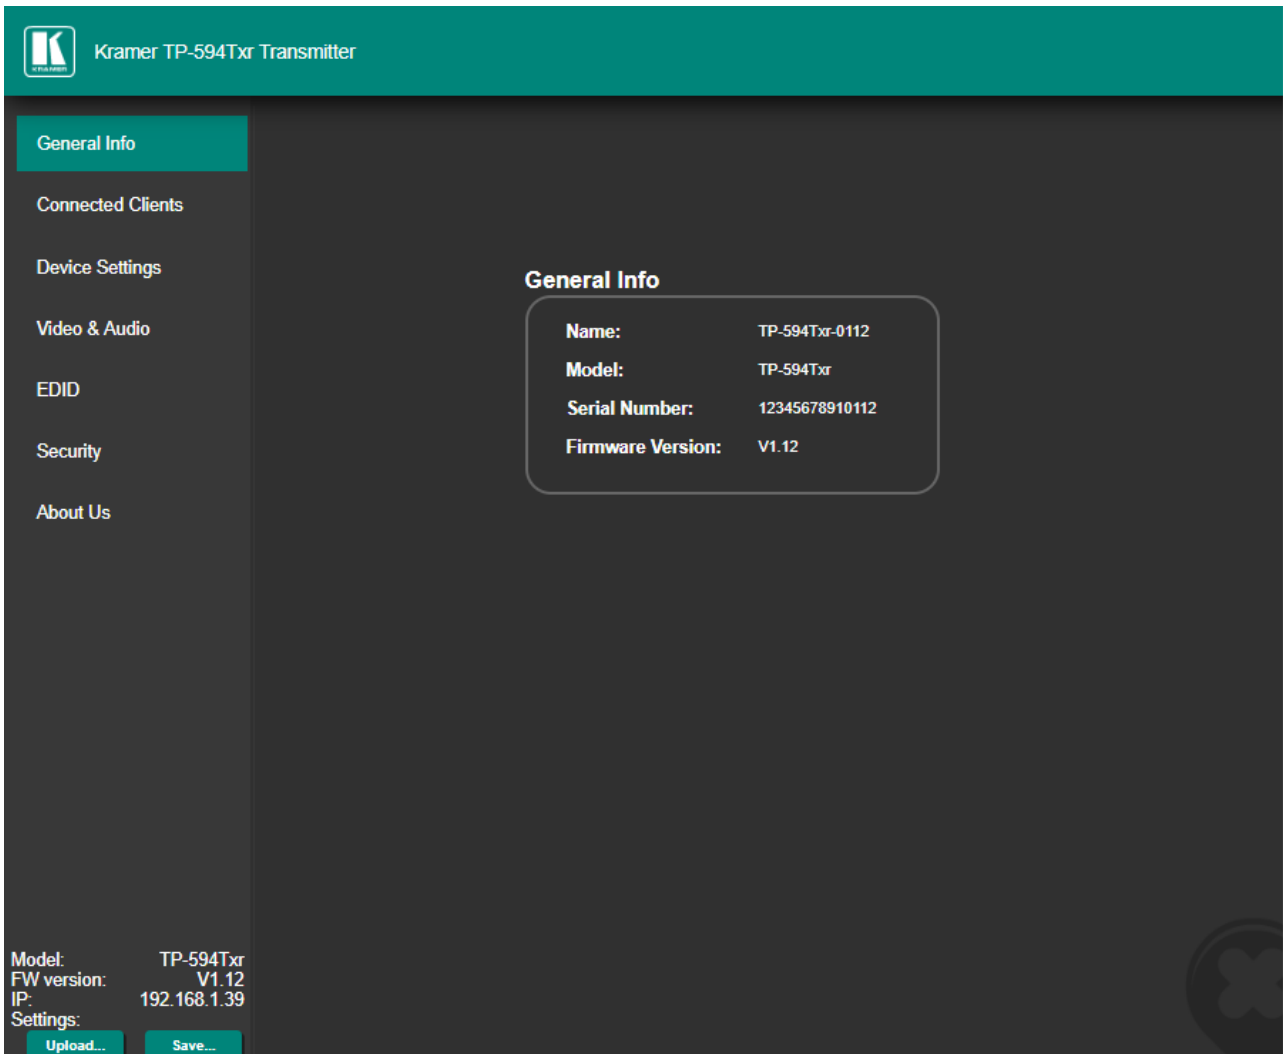 KRAMER
Kramer TP-594Txr Transmitter
General Info
Connected Clients
Device Settings
Video & Audio
EDID
Security
About Us
General Info
Name: TP-594Txr-0112
Model: TP-594Txr
Serial Number: 12345678910112
Firmware Version: V1.12
Model: TP-594Txr
FW version: V1.12
IP: 192.168.1.39
Settings:
Upload... Save...